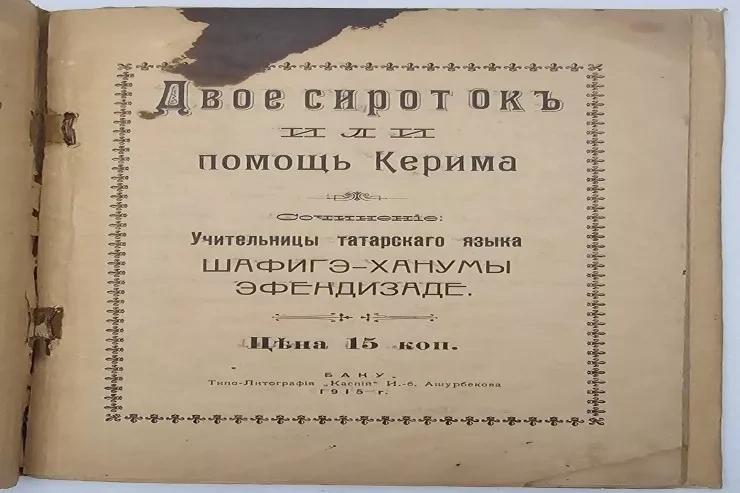 Двое сиротокъ
или
помощь Керима
Сочиненіе:
Учительницы татарскаго языка
ШАФИГЭ-ХАНУМЫ
ЭФЕНДИЗАДЕ.
Цѣна 15 коп.
БАКУ.
Типо-Литографія „Каспій" И.-б. Ашурбекова
1915 г.